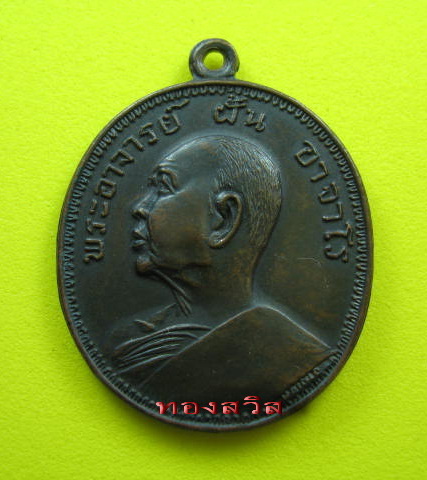 พระอาจารย์ ฝั้น อาจาโร
ทองสวิส